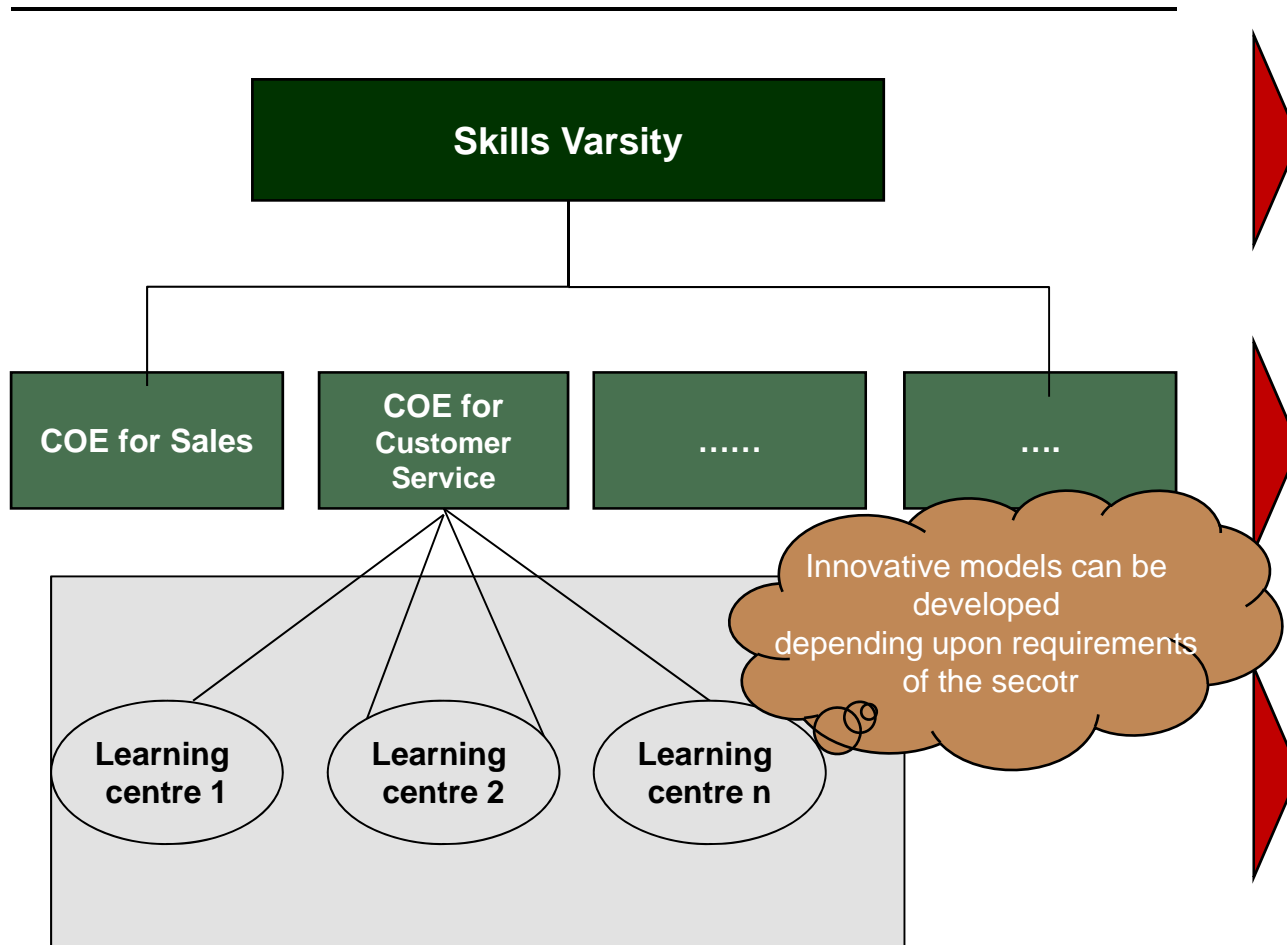 Skills Varsity
COE for Sales
COE for
Customer
Service
……
….
Innovative models can be
developed
depending upon requirements
of the secotr
Learning
centre 1
Learning
centre 2
Learning
centre n